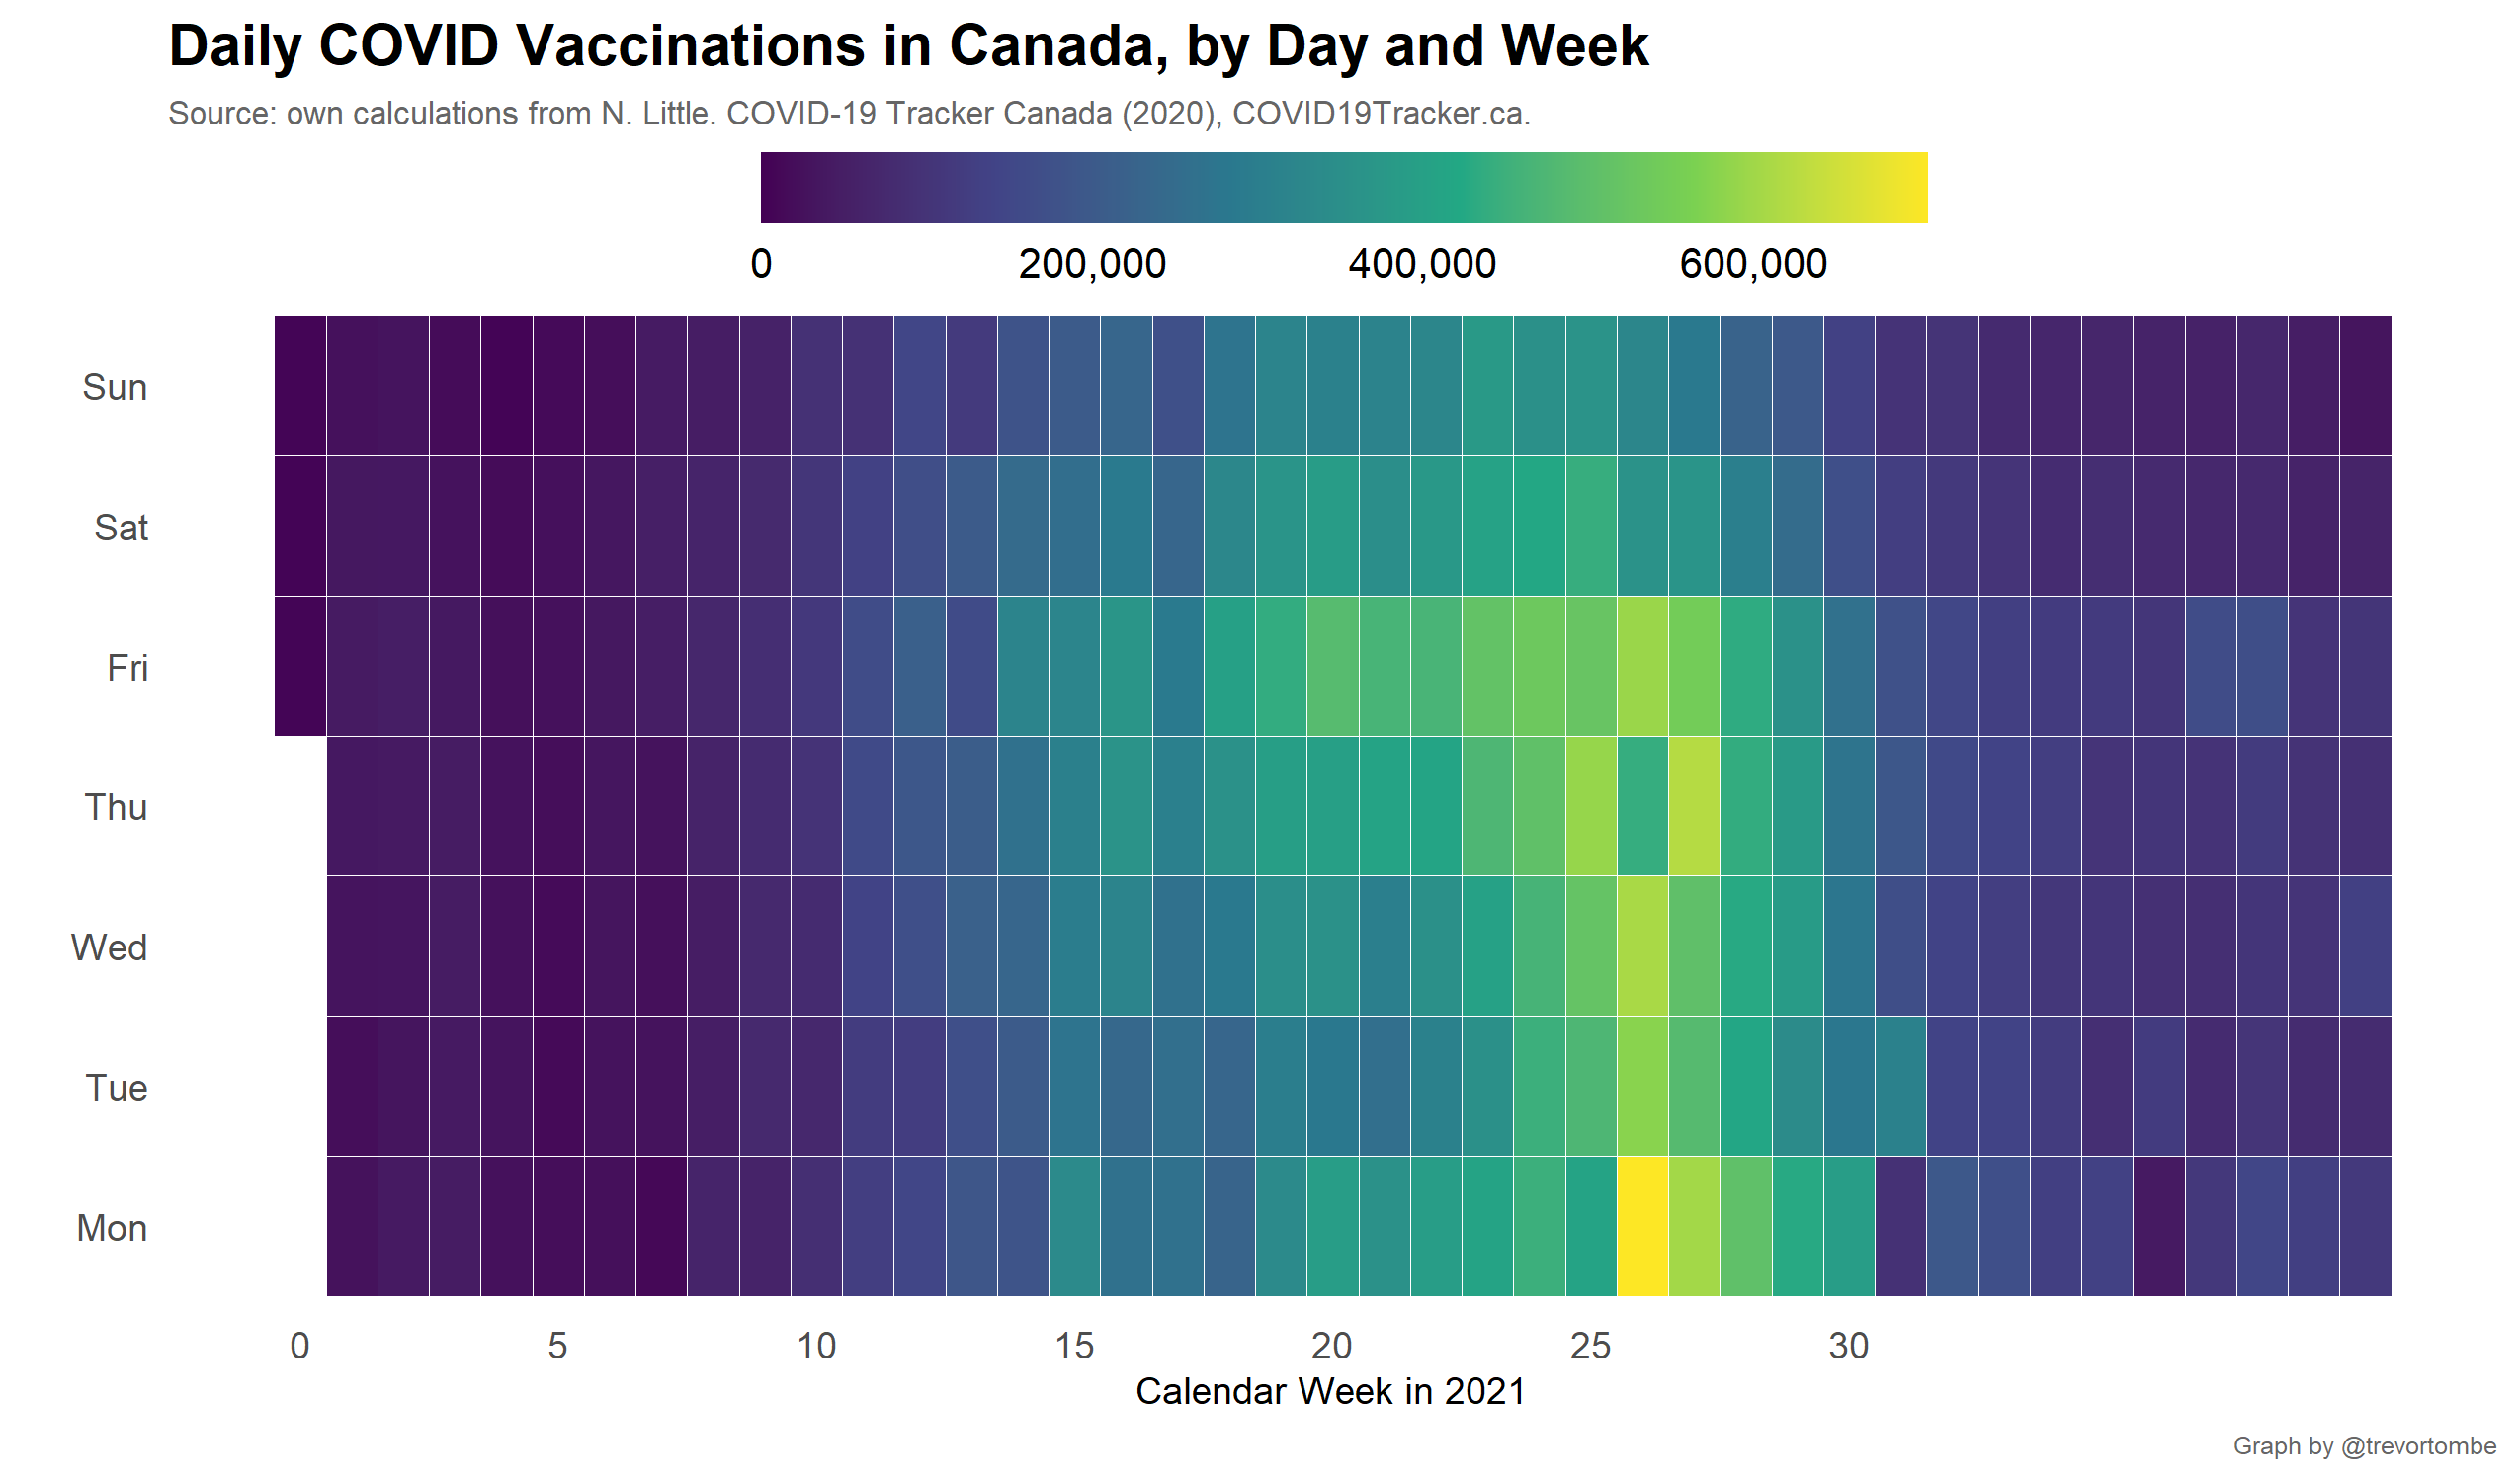 Daily COVID Vaccinations in Canada, by Day and Week
Source: own calculations from N. Little. COVID-19 Tracker Canada (2020), COVID19Tracker.ca.
0 200,000 400,000 600,000
Sun
Sat
Fri
Thu
Wed
Tue
Mon
0 5 10 15 20 25 30
Calendar Week in 2021
Graph by @trevortombe